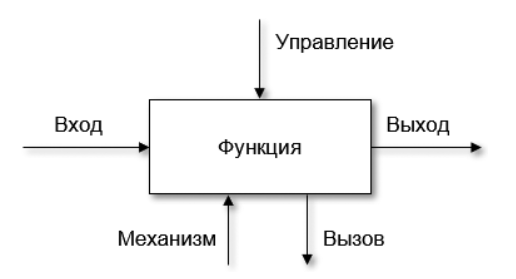 Управление
Вход
Функция
Выход
Механизм
Вызов